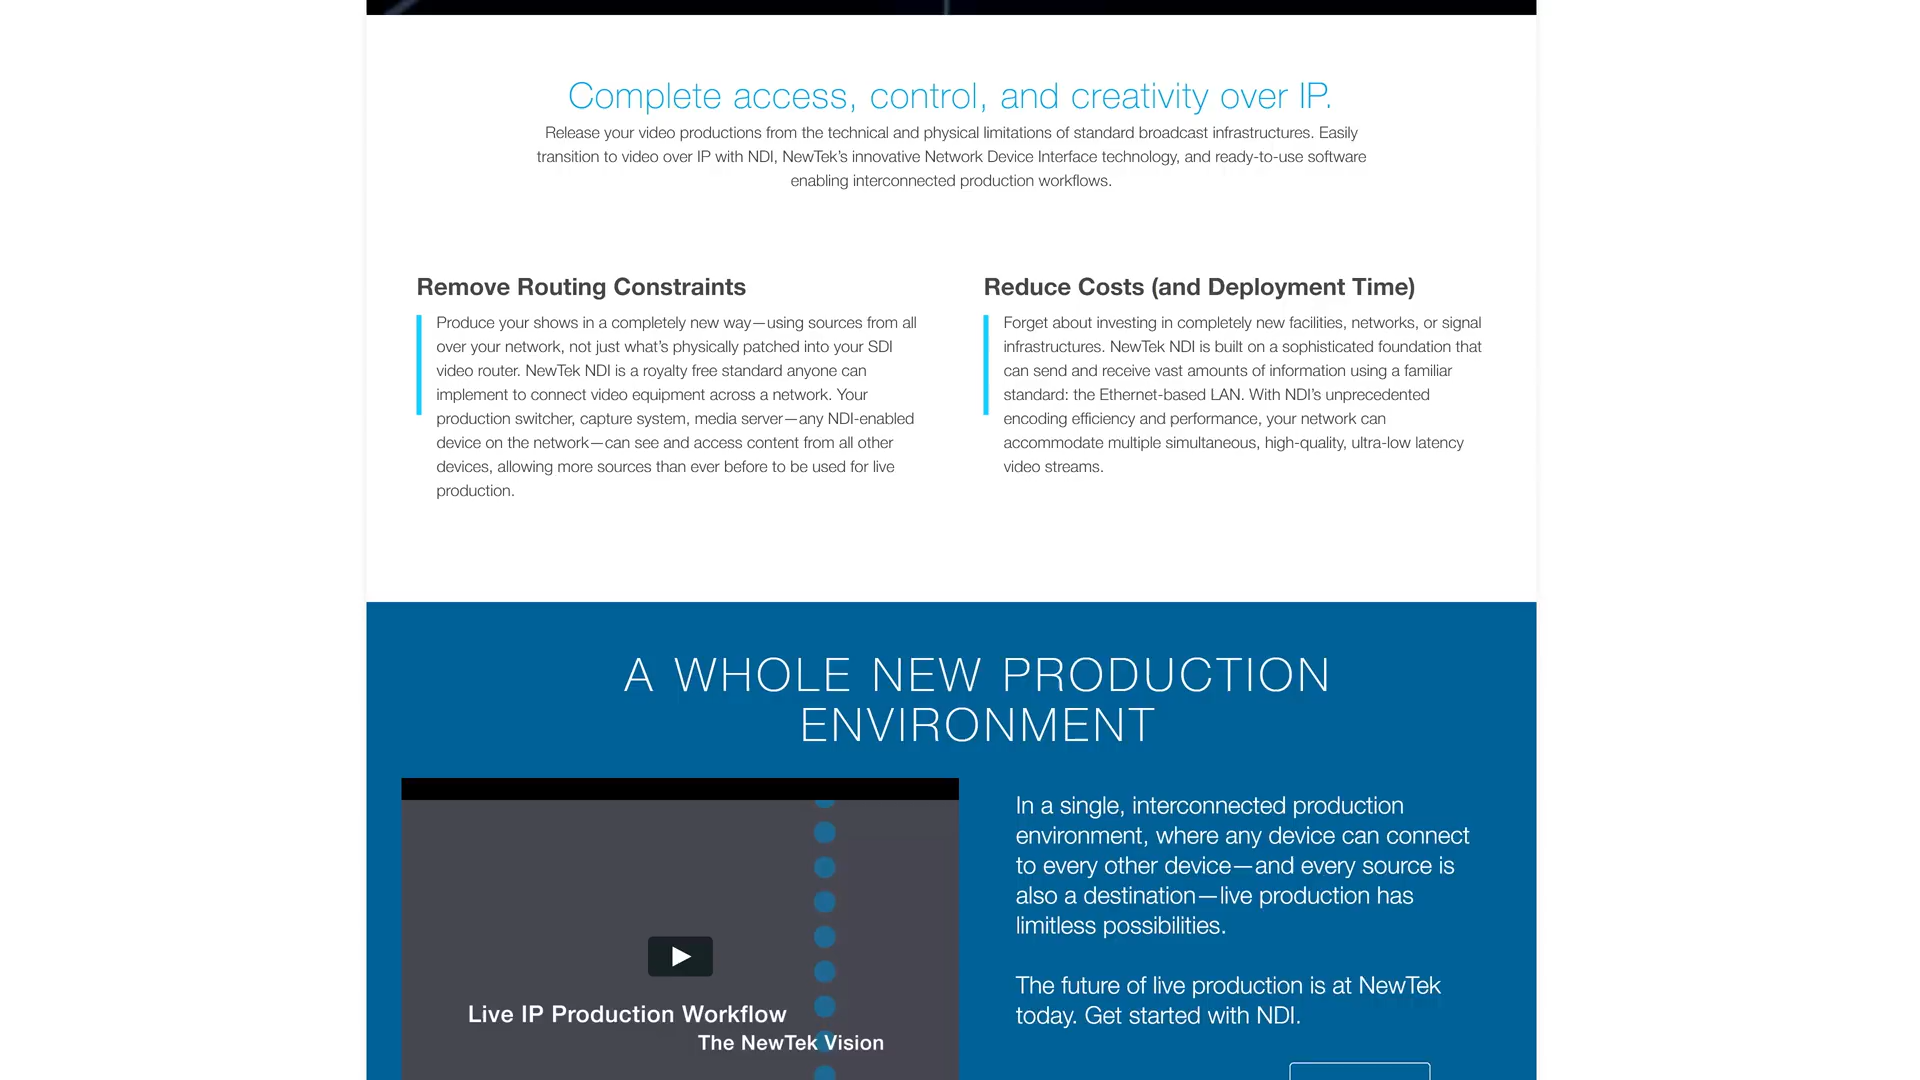 Complete access, control, and creativity over IP.
Release your video productions from the technical and physical limitations of standard broadcast infrastructures. Easily
transition to video over IP with NDI, NewTek’s innovative Network Device Interface technology, and ready-to-use software
enabling interconnected production workflows.
Remove Routing Constraints
Produce your shows in a completely new way—using sources from all
over your network, not just what’s physically patched into your SDI
video router. NewTek NDI is a royalty free standard anyone can
implement to connect video equipment across a network. Your
production switcher, capture system, media server—any NDI-enabled
device on the network—can see and access content from all other
devices, allowing more sources than ever before to be used for live
production.
Reduce Costs (and Deployment Time)
Forget about investing in completely new facilities, networks, or signal
infrastructures. NewTek NDI is built on a sophisticated foundation that
can send and receive vast amounts of information using a familiar
standard: the Ethernet-based LAN. With NDI’s unprecedented
encoding efficiency and performance, your network can
accommodate multiple simultaneous, high-quality, ultra-low latency
video streams.
A WHOLE NEW PRODUCTION
ENVIRONMENT
Live IP Production Workflow
The NewTek Vision
In a single, interconnected production
environment, where any device can connect
to every other device—and every source is
also a destination—live production has
limitless possibilities.
The future of live production is at NewTek
today. Get started with NDI.